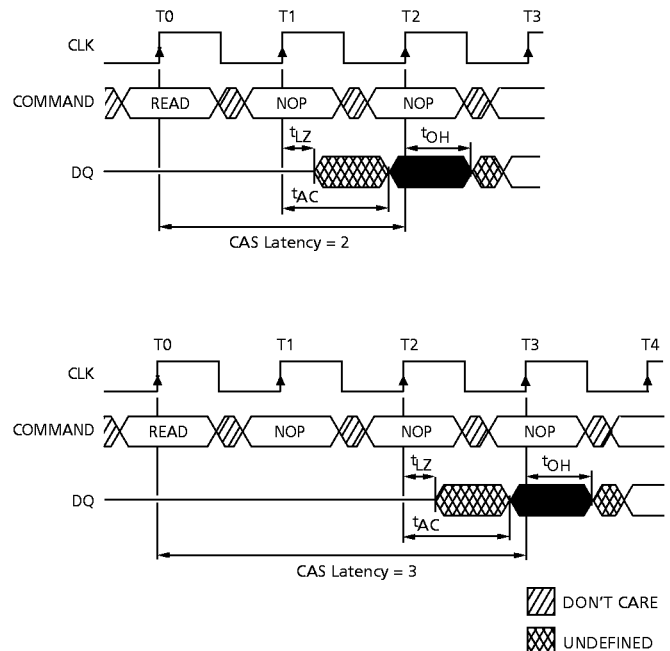 T0 T1 T2 T3
CLK
COMMAND READ NOP NOP
tLZ tOH
DQ
tAC
CAS Latency = 2
T0 T1 T2 T3 T4
CLK
COMMAND READ NOP NOP NOP
tLZ tOH
DQ
tAC
CAS Latency = 3
DON'T CARE
UNDEFINED